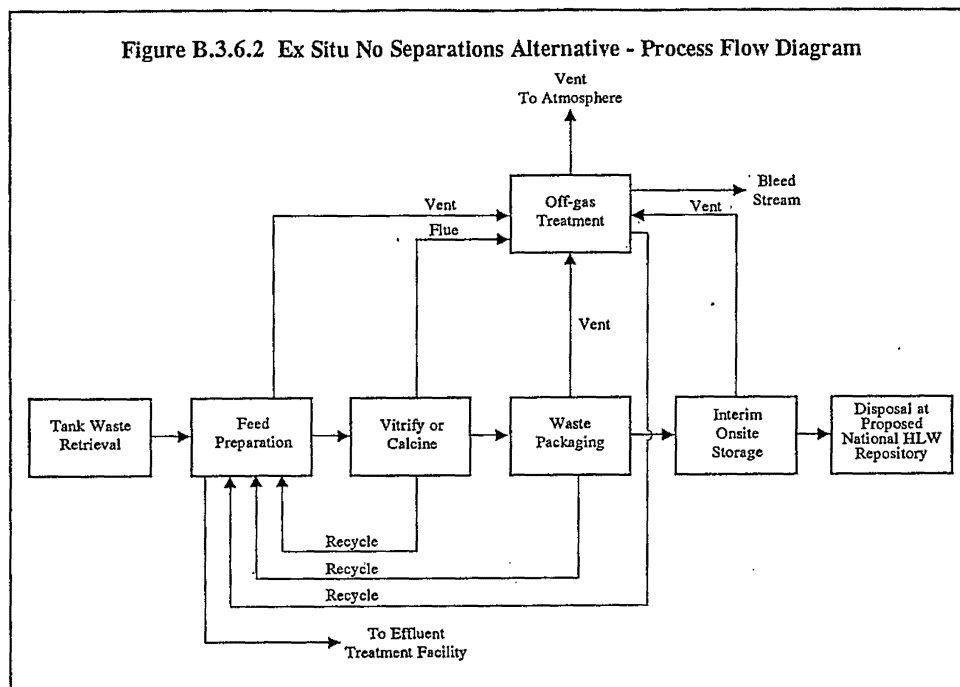 Figure B.3.6.2 Ex Situ No Separations Alternative - Process Flow Diagram
Vent
To Atmosphere
Off-gas
Treatment
Bleed
Stream
Vent
Flue
Vent
Vent
Tank Waste
Retrieval
Feed
Preparation
Vitrify or
Calcine
Waste
Packaging
Interim
Onsite
Storage
Disposal at
Proposed
National HLW
Repository
Recycle
Recycle
Recycle
To Effluent
Treatment Facility